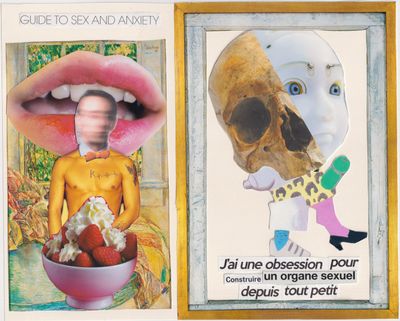 GUIDE TO SEX AND ANXIETY
J'ai une obsession pour
Construire un organe sexuel
depuis tout petit